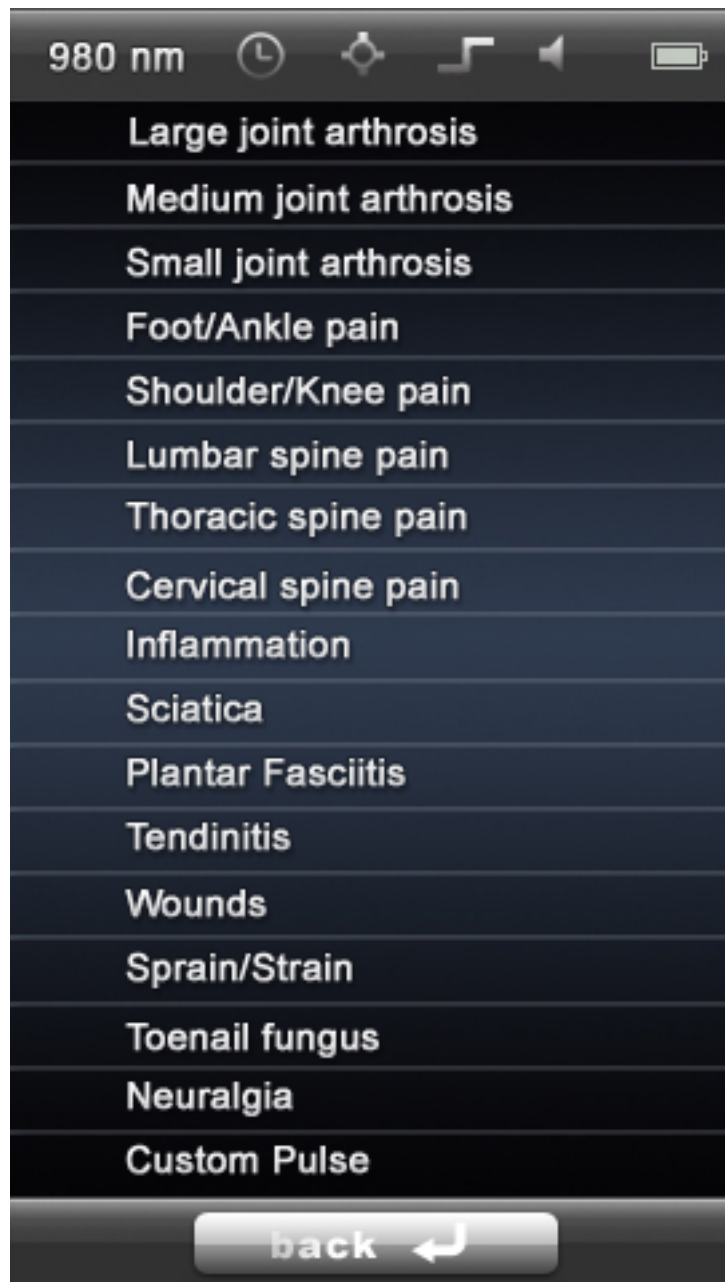 980 nm
Large joint arthrosis
Medium joint arthrosis
Small joint arthrosis
Foot/Ankle pain
Shoulder/Knee pain
Lumbar spine pain
Thoracic spine pain
Cervical spine pain
Inflammation
Sciatica
Plantar Fasciitis
Tendinitis
Wounds
Sprain/Strain
Toenail fungus
Neuralgia
Custom Pulse
back